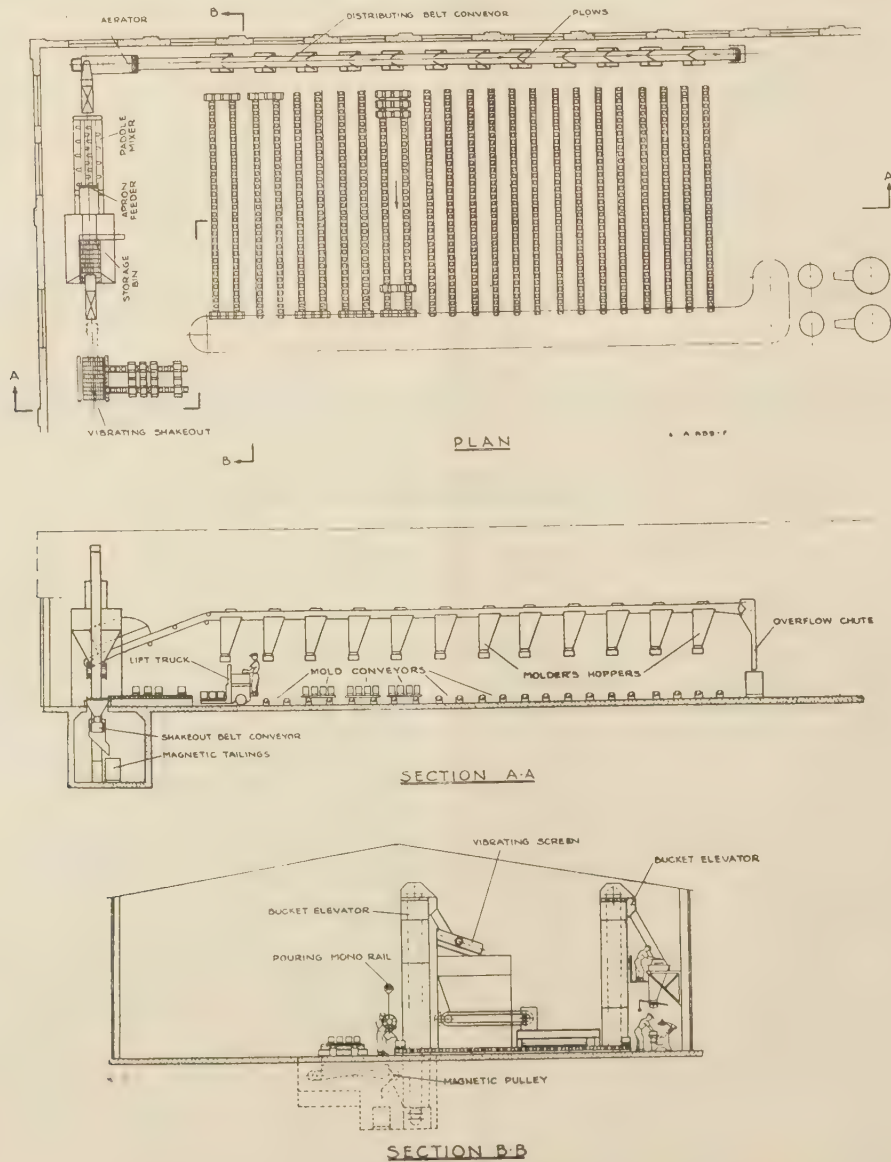 B
AERATOR
DISTRIBUTING BELT CONVEYOR
PLOWS
PADDLE
MIXER
APRON
FEEDER
STORAGE
BIN
A
A
VIBRATING SHAKEOUT
B
PLAN
LIFT TRUCK
MOLD CONVEYORS
MOLDER'S HOPPERS
OVERFLOW CHUTE
SHAKEOUT BELT CONVEYOR
MAGNETIC TAILINGS
SECTION A-A
VIBRATING SCREEN
BUCKET ELEVATOR
BUCKET ELEVATOR
POURING MONO RAIL
MAGNETIC PULLEY
SECTION B-B